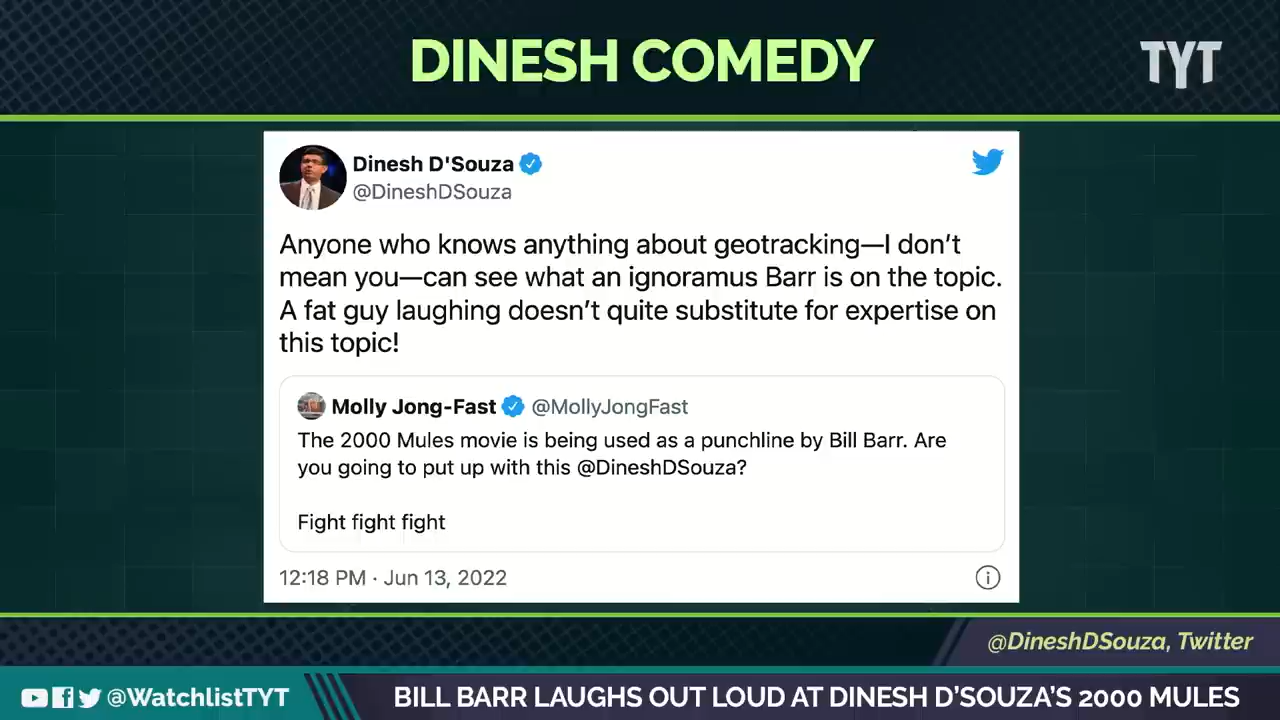 DINESH COMEDY
TYT
Dinesh D'Souza
@DineshDSouza
Anyone who knows anything about geotracking—I don't
mean you—can see what an ignoramus Barr is on the topic.
A fat guy laughing doesn't quite substitute for expertise on
this topic!
Molly Jong-Fast @MollyJongFast
The 2000 Mules movie is being used as a punchline by Bill Barr. Are
you going to put up with this @DineshDSouza?
Fight fight fight
12:18 PM · Jun 13, 2022
@DineshDSouza, Twitter
@WatchlistTYT
BILL BARR LAUGHS OUT LOUD AT DINESH D'SOUZA'S 2000 MULES